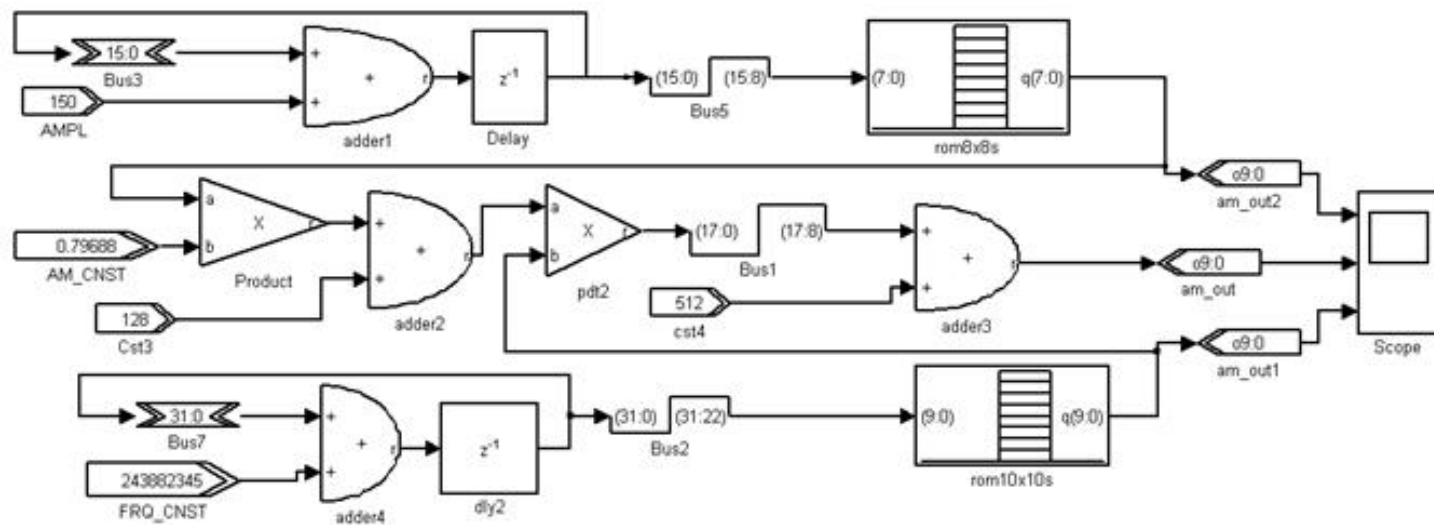 15:0
Bus3
150
AMPL
+
+
+
r
adder1
z⁻¹
Delay
(15:0)
(15:8)
Bus5
(7:0)
q(7:0)
rom8x8s
a
b
X
r
Product
0.79688
AM_CNST
128
Cst3
+
+
+
r
adder2
a
b
X
r
pdt2
(17:0)
(17:8)
Bus1
512
cst4
+
+
+
r
adder3
o9:0
am_out2
o9:0
am_out
o9:0
am_out1
Scope
31:0
Bus7
243882345
FRQ_CNST
+
+
+
r
adder4
z⁻¹
dly2
(31:0)
(31:22)
Bus2
(9:0)
q(9:0)
rom10x10s